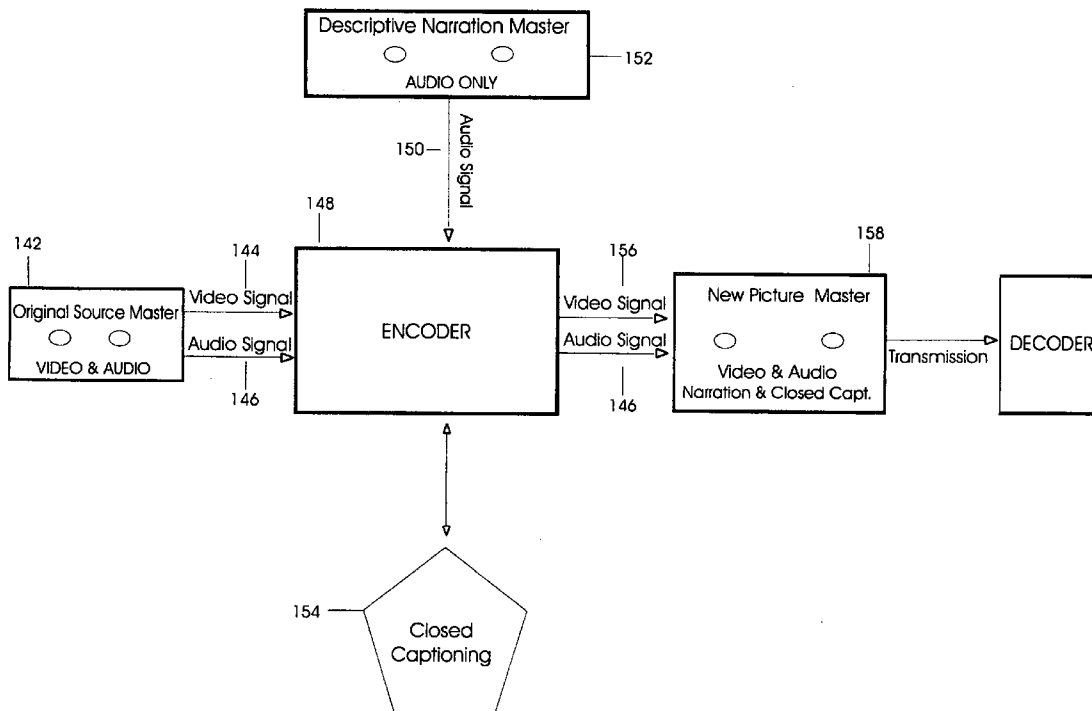 Descriptive Narration Master
152
AUDIO ONLY
150
Audio Signal
148
142
144
156
158
Original Source Master
VIDEO & AUDIO
Video Signal
Audio Signal
146
ENCODER
Video Signal
Audio Signal
146
New Picture Master
Video & Audio
Narration & Closed Capt.
Transmission
DECODER
154
Closed
Captioning